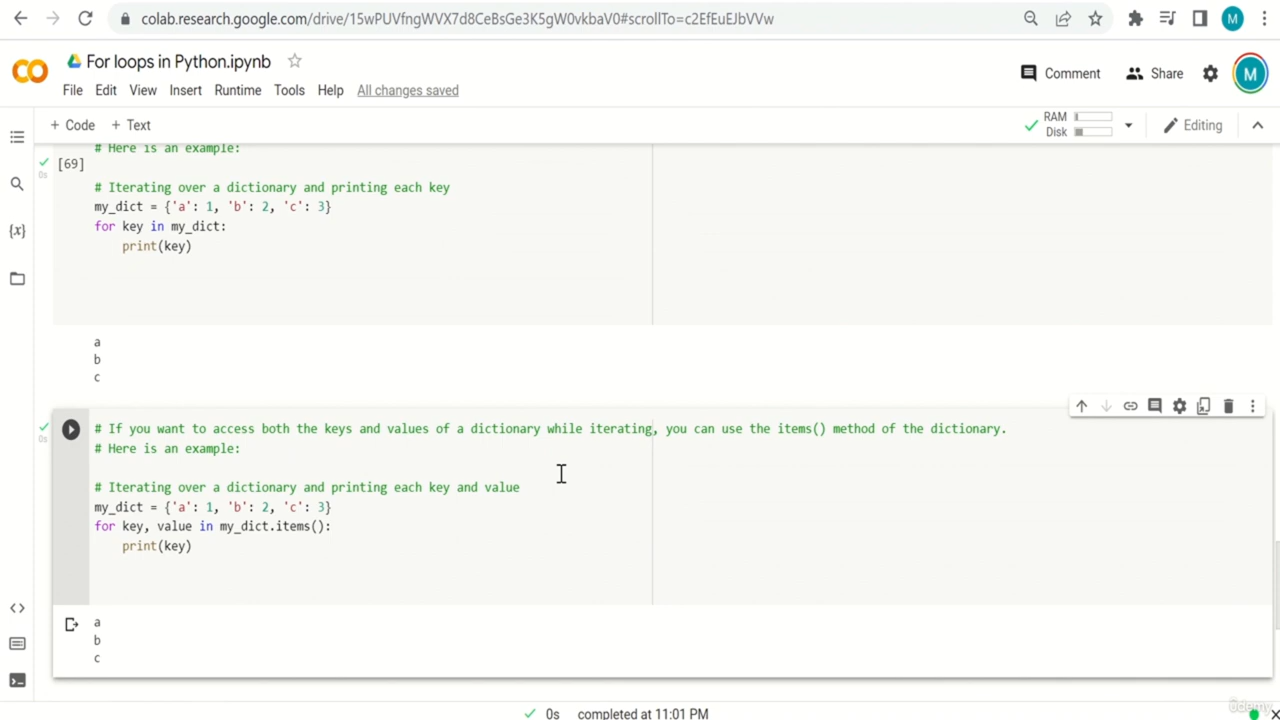 colab.research.google.com/drive/15wPUVfngWVX7d8CeBsGe3K5gW0vkbaV0#scrollTo=c2EfEuEJbVVw
M
For loops in Python.ipynb
Comment
Share
M
File Edit View Insert Runtime Tools Help All changes saved
+ Code + Text
RAM
Disk
Editing
# Here is an example:
[69]
0s
# Iterating over a dictionary and printing each key
my_dict = {'a': 1, 'b': 2, 'c': 3}
for key in my_dict:
print(key)
a
b
c
0s
# If you want to access both the keys and values of a dictionary while iterating, you can use the items() method of the dictionary.
# Here is an example:
# Iterating over a dictionary and printing each key and value
my_dict = {'a': 1, 'b': 2, 'c': 3}
for key, value in my_dict.items():
print(key)
a
b
c
0s completed at 11:01 PM
udemy